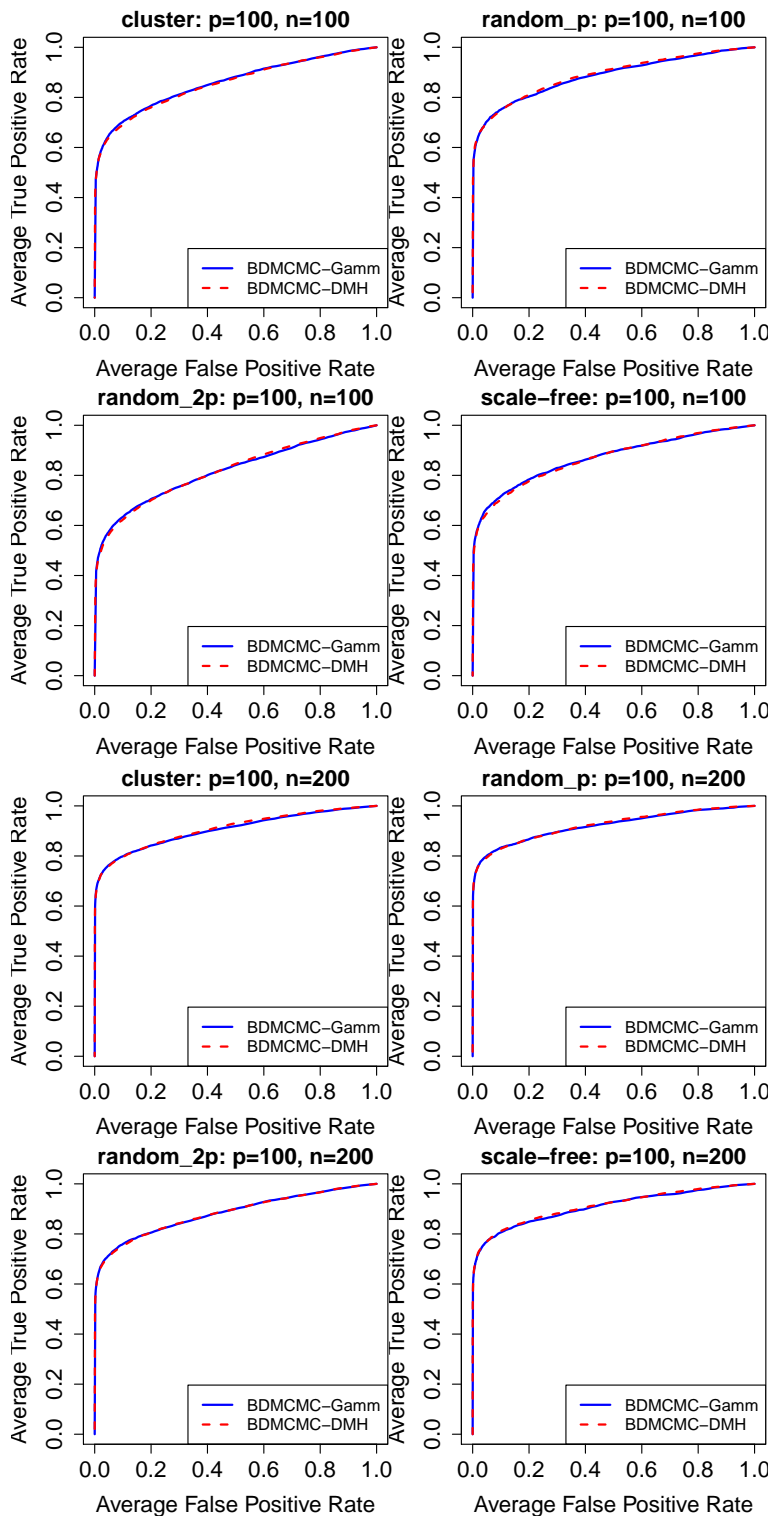 cluster: p=100, n=100
Average True Positive Rate
0.0 0.2 0.4 0.6 0.8 1.0
BDMCMC−Gamm
BDMCMC−DMH
0.0 0.2 0.4 0.6 0.8 1.0
Average False Positive Rate
random_p: p=100, n=100
Average True Positive Rate
0.0 0.2 0.4 0.6 0.8 1.0
BDMCMC−Gamm
BDMCMC−DMH
0.0 0.2 0.4 0.6 0.8 1.0
Average False Positive Rate
random_2p: p=100, n=100
Average True Positive Rate
0.0 0.2 0.4 0.6 0.8 1.0
BDMCMC−Gamm
BDMCMC−DMH
0.0 0.2 0.4 0.6 0.8 1.0
Average False Positive Rate
scale−free: p=100, n=100
Average True Positive Rate
0.0 0.2 0.4 0.6 0.8 1.0
BDMCMC−Gamm
BDMCMC−DMH
0.0 0.2 0.4 0.6 0.8 1.0
Average False Positive Rate
cluster: p=100, n=200
Average True Positive Rate
0.0 0.2 0.4 0.6 0.8 1.0
BDMCMC−Gamm
BDMCMC−DMH
0.0 0.2 0.4 0.6 0.8 1.0
Average False Positive Rate
random_p: p=100, n=200
Average True Positive Rate
0.0 0.2 0.4 0.6 0.8 1.0
BDMCMC−Gamm
BDMCMC−DMH
0.0 0.2 0.4 0.6 0.8 1.0
Average False Positive Rate
random_2p: p=100, n=200
Average True Positive Rate
0.0 0.2 0.4 0.6 0.8 1.0
BDMCMC−Gamm
BDMCMC−DMH
0.0 0.2 0.4 0.6 0.8 1.0
Average False Positive Rate
scale−free: p=100, n=200
Average True Positive Rate
0.0 0.2 0.4 0.6 0.8 1.0
BDMCMC−Gamm
BDMCMC−DMH
0.0 0.2 0.4 0.6 0.8 1.0
Average False Positive Rate